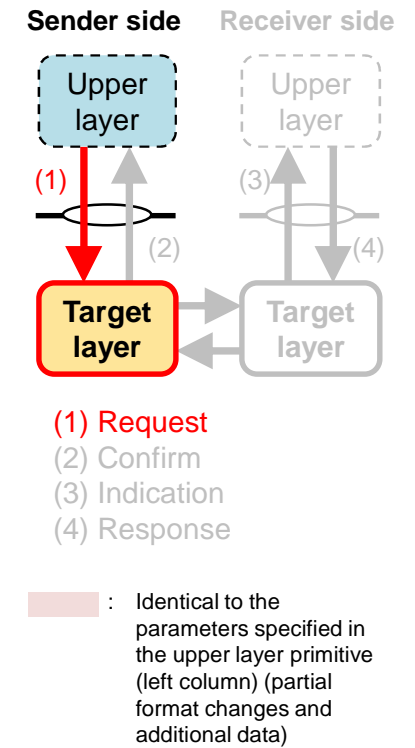 Sender side Receiver side
Upper layer Upper layer
(1) (3)
(2) (4)
Target layer Target layer
(1) Request
(2) Confirm
(3) Indication
(4) Response
: Identical to the
parameters specified in
the upper layer primitive
(left column) (partial
format changes and
additional data)